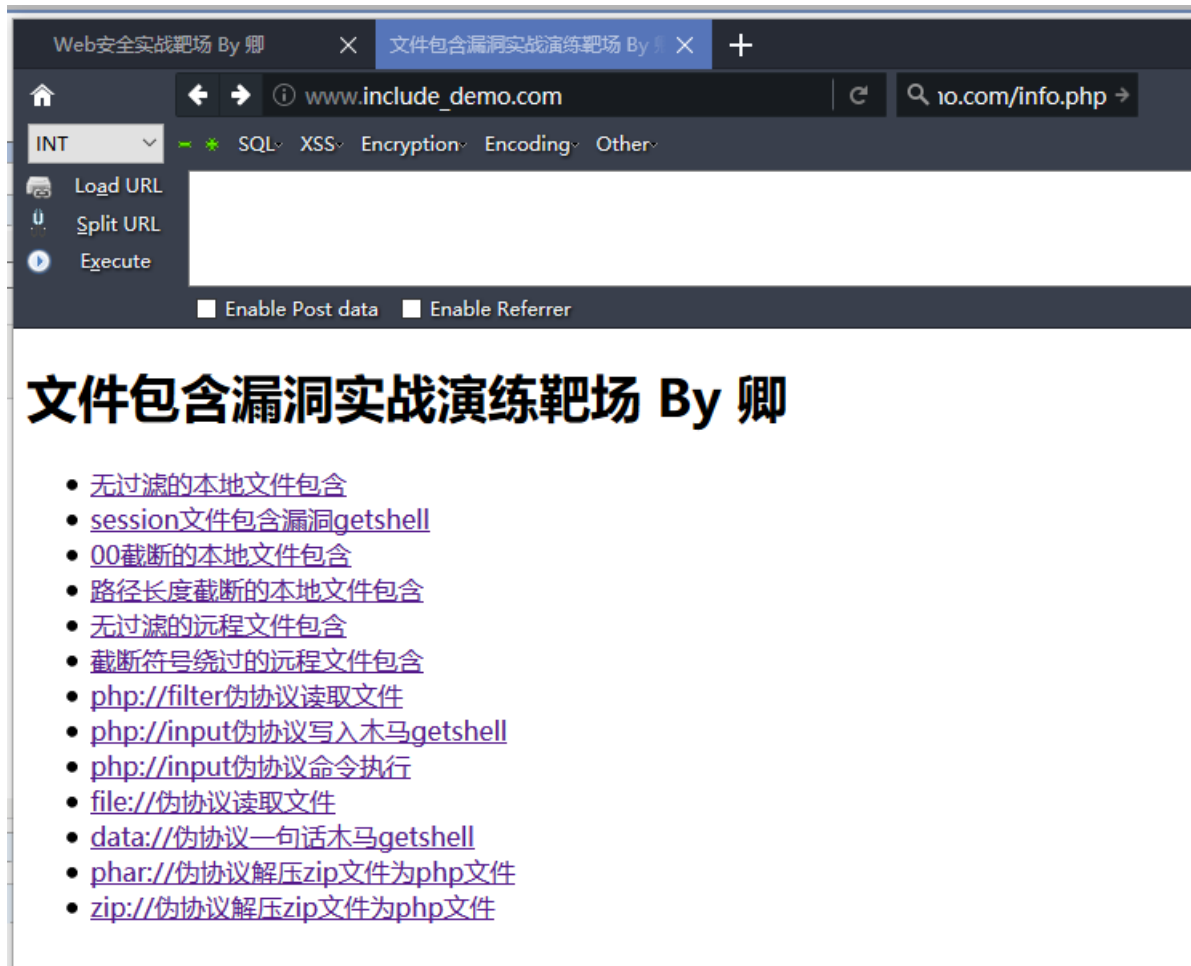 Web安全实战靶场 By 卿
文件包含漏洞实战演练靶场 By
www.include_demo.com
10.com/info.php
INT
SQL XSS Encryption Encoding Other
Load URL
Split URL
Execute
Enable Post data Enable Referrer
文件包含漏洞实战演练靶场 By 卿
无过滤的本地文件包含
session文件包含漏洞getshell
00截断的本地文件包含
路径长度截断的本地文件包含
无过滤的远程文件包含
截断符号绕过的远程文件包含
php://filter伪协议读取文件
php://input伪协议写入木马getshell
php://input伪协议命令执行
file://伪协议读取文件
data://伪协议一句话木马getshell
phar://伪协议解压zip文件为php文件
zip://伪协议解压zip文件为php文件